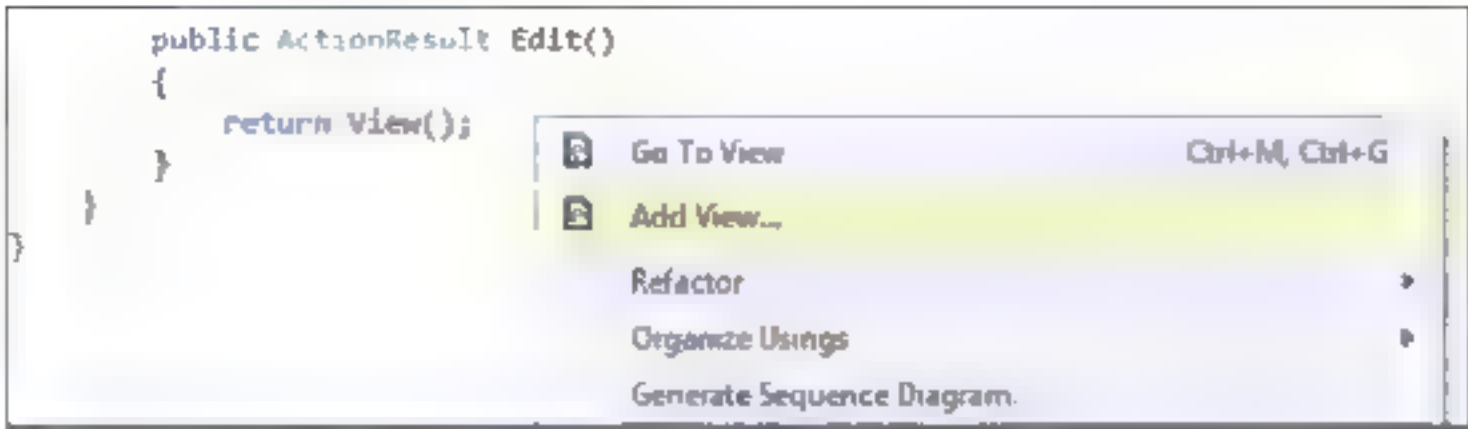 public ActionResult Edit()
{
return View();
}
}
}
Go To View Ctrl+M, Ctrl+G
Add View...
Refactor
Organize Usings
Generate Sequence Diagram